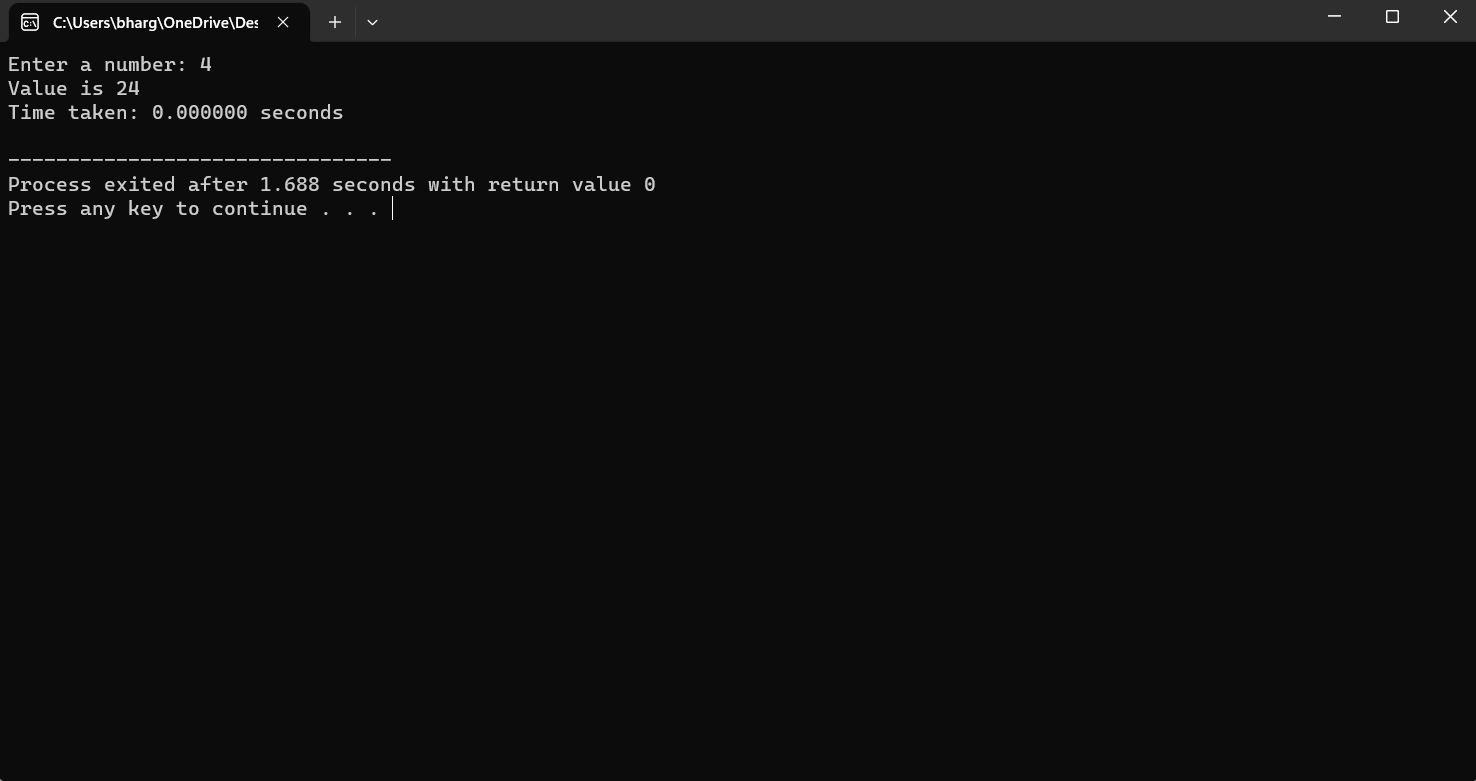 C:\Users\bharg\OneDrive\Des
Enter a number: 4
Value is 24
Time taken: 0.000000 seconds
--------------------------------
Process exited after 1.688 seconds with return value 0
Press any key to continue . . .